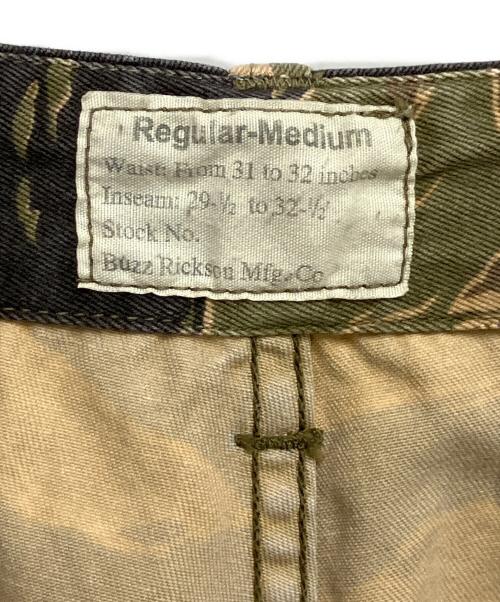 Regular-Medium
Waist: From 31 to 32 inches
Inseam: 29-½ to 32-½
Stock No.
Buzz Rickson Mfg. Co